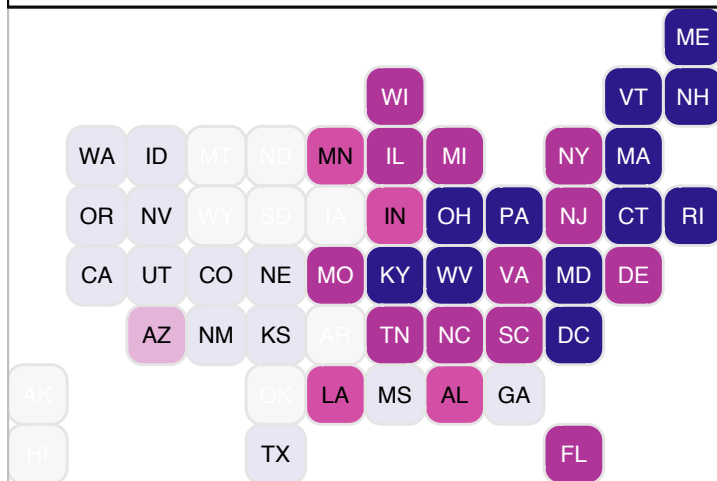 ME
WI VT NH
WA ID MT ND MN IL MI NY MA
OR NV WY SD IA IN OH PA NJ CT RI
CA UT CO NE MO KY WV VA MD DE
AZ NM KS AR TN NC SC DC
AK OK LA MS AL GA
HI TX FL